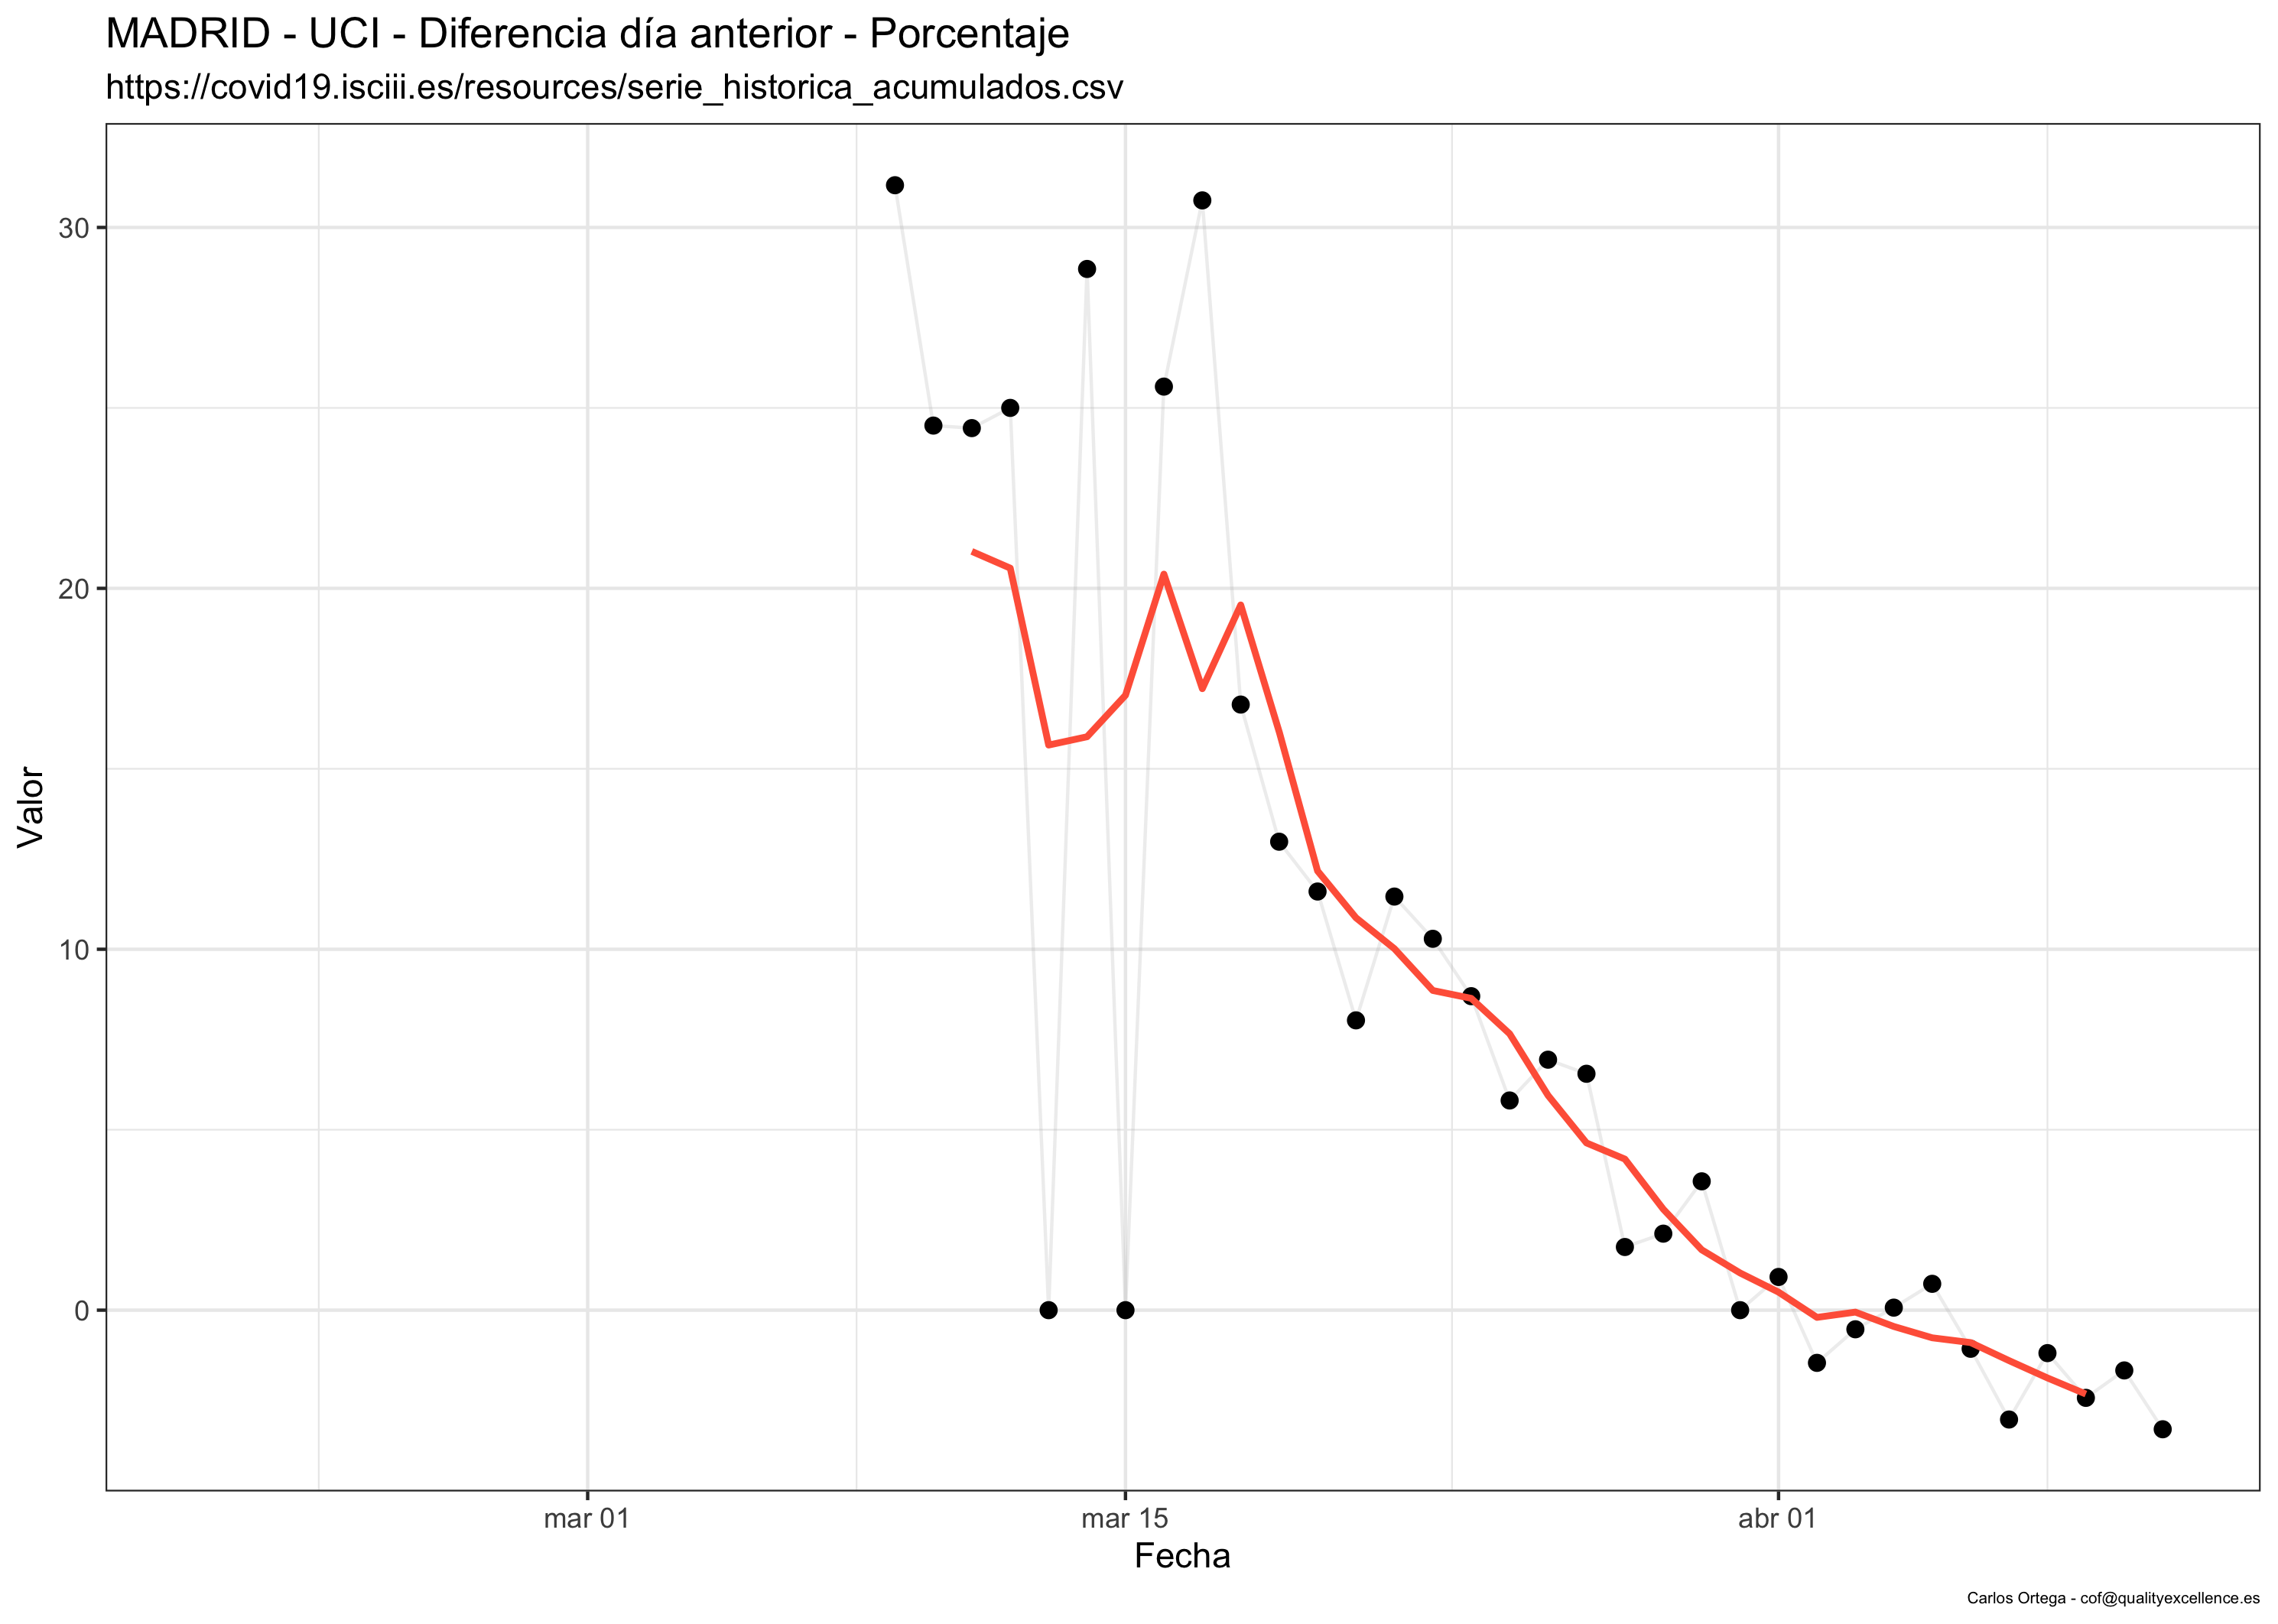 MADRID - UCI - Diferencia día anterior - Porcentaje
https://covid19.isciii.es/resources/serie_historica_acumulados.csv
30
20
10
0
Valor
mar 01
mar 15
abr 01
Fecha
Carlos Ortega - cof@qualityexcellence.es